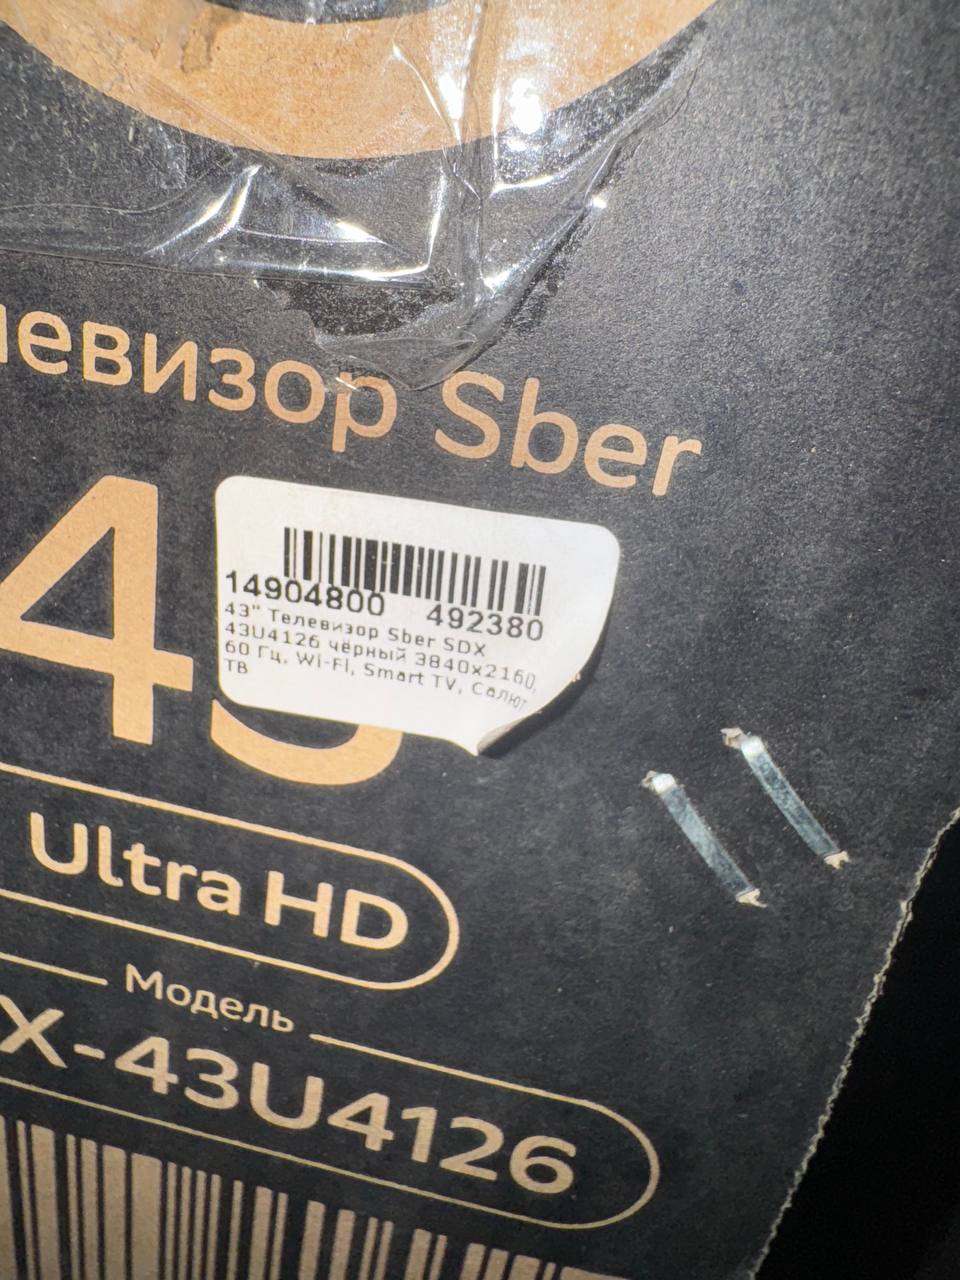 левизор Sber
43
14904800 492380
43" Телевизор Sber SDX
43U4126 чёрный 3840x2160,
60 Гц, Wi-Fi, Smart TV, Салют
ТВ
Ultra HD
Модель
X-43U4126